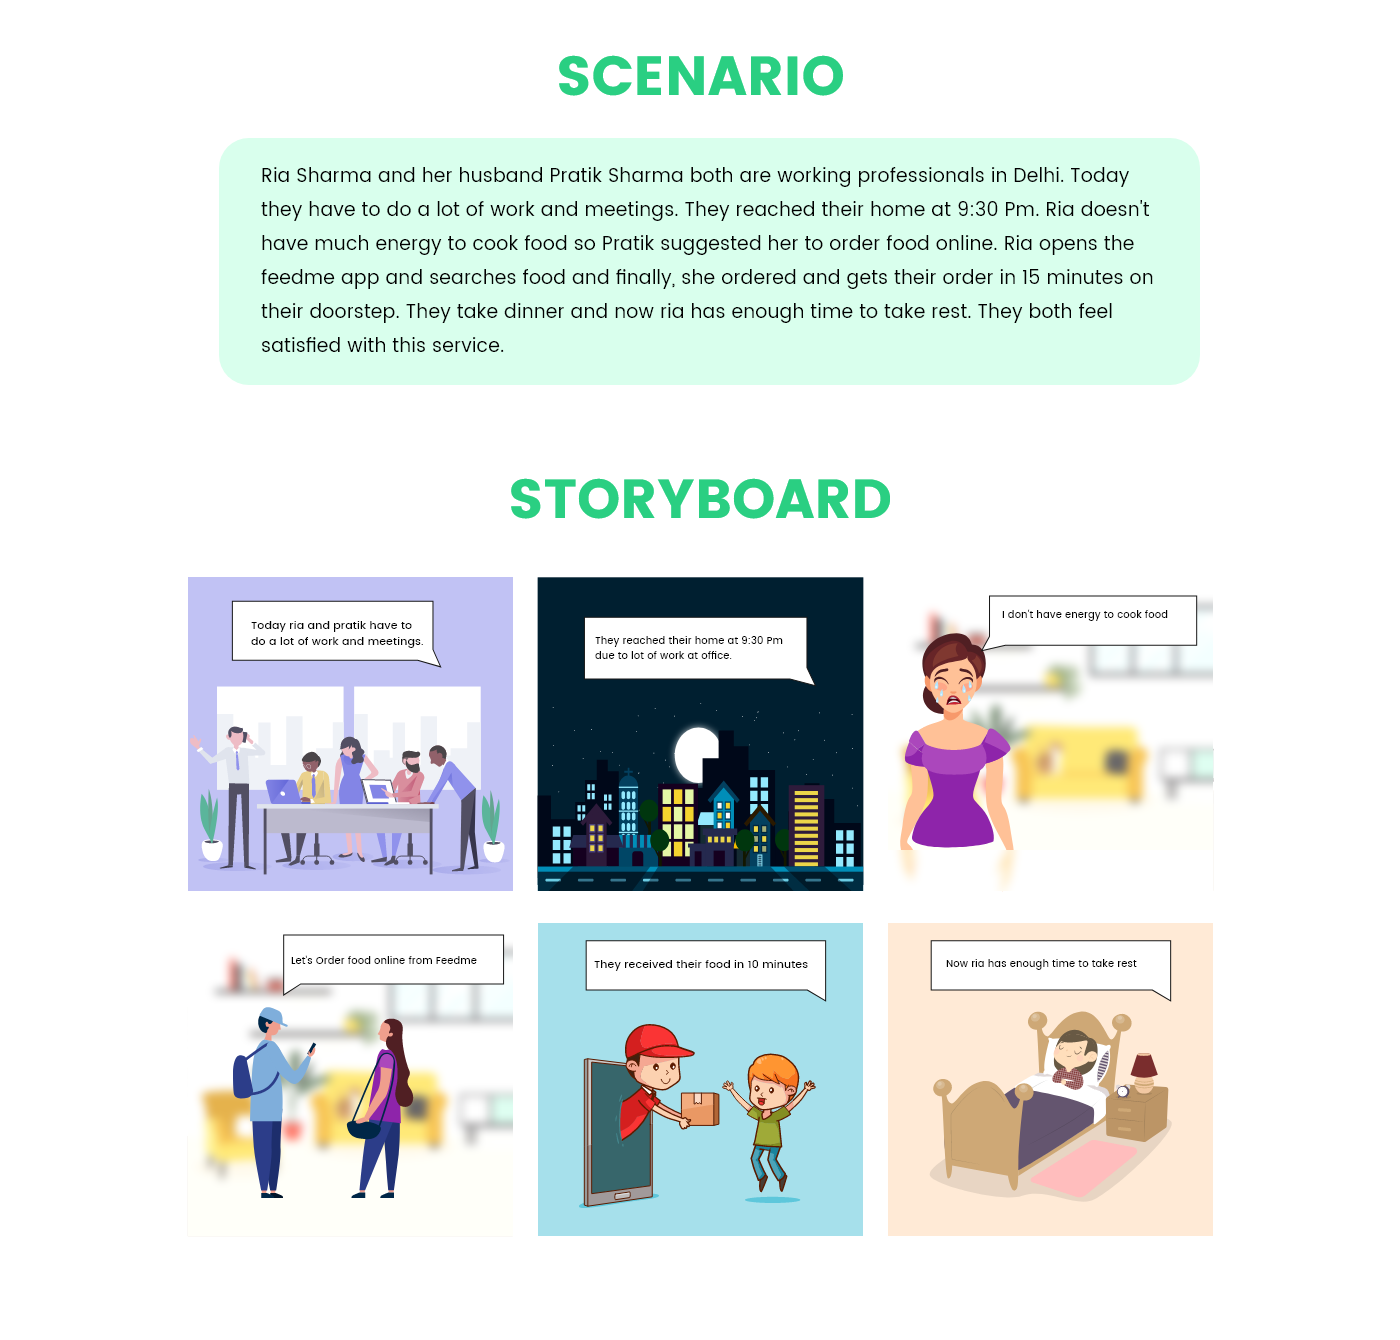 SCENARIO
Ria Sharma and her husband Pratik Sharma both are working professionals in Delhi. Today
they have to do a lot of work and meetings. They reached their home at 9:30 Pm. Ria doesn't
have much energy to cook food so Pratik suggested her to order food online. Ria opens the
feedme app and searches food and finally, she ordered and gets their order in 15 minutes on
their doorstep. They take dinner and now ria has enough time to take rest. They both feel
satisfied with this service.
STORYBOARD
Today ria and pratik have to
do a lot of work and meetings.
They reached their home at 9:30 Pm
due to lot of work at office.
I don't have energy to cook food
Let's Order food online from Feedme
They received their food in 10 minutes
Now ria has enough time to take rest